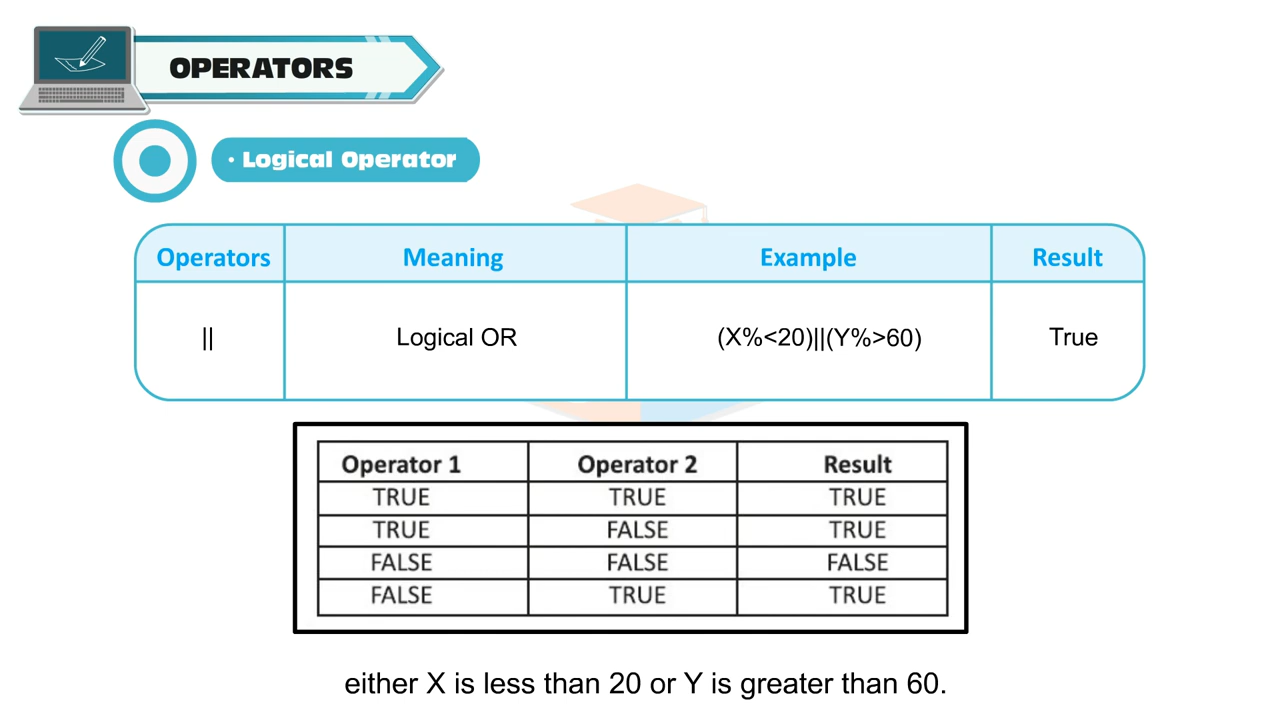 OPERATORS
• Logical Operator
Operators Meaning Example Result
|| Logical OR (X%<20)||(Y%>60) True
Operator 1 Operator 2 Result
TRUE TRUE TRUE
TRUE FALSE TRUE
FALSE FALSE FALSE
FALSE TRUE TRUE
either X is less than 20 or Y is greater than 60.